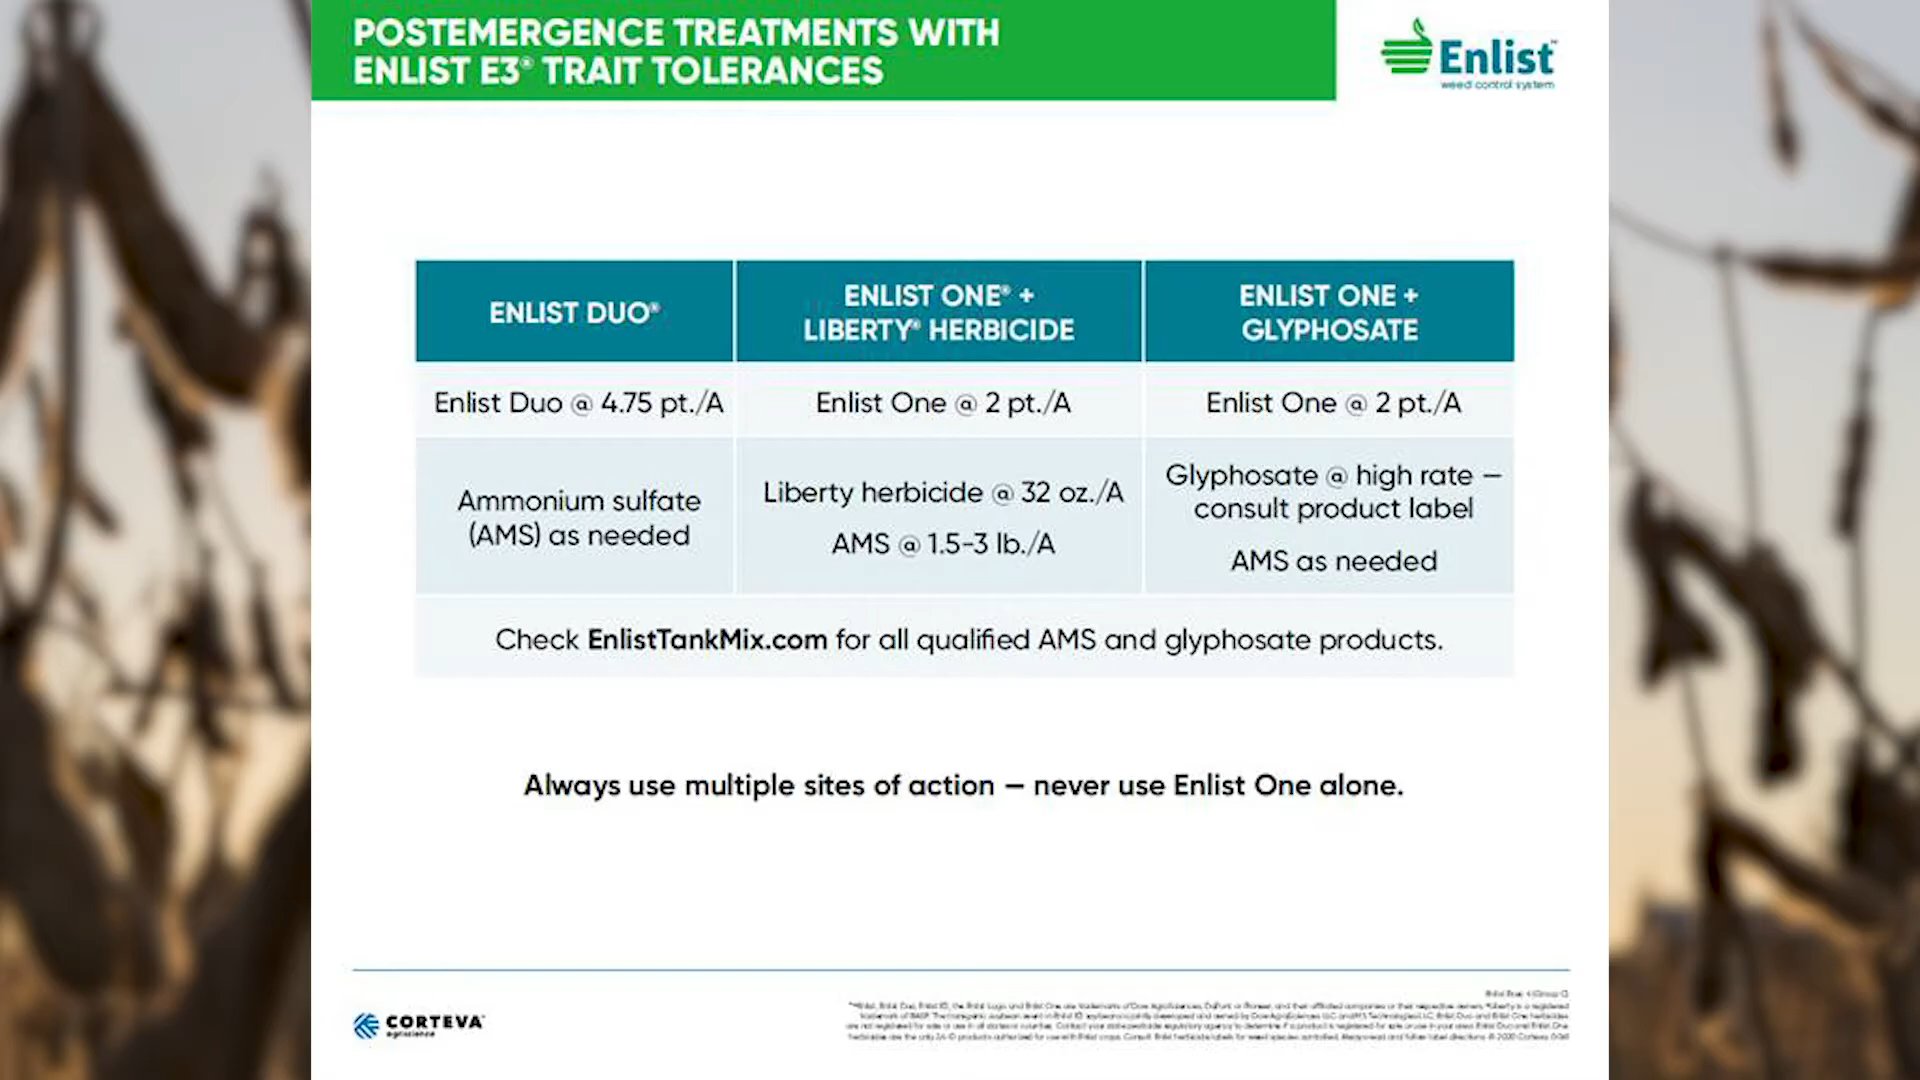 POSTEMERGENCE TREATMENTS WITH
ENLIST E3® TRAIT TOLERANCES
Enlist™
weed control system
ENLIST DUO®
ENLIST ONE® +
LIBERTY® HERBICIDE
ENLIST ONE +
GLYPHOSATE
Enlist Duo @ 4.75 pt./A
Enlist One @ 2 pt./A
Enlist One @ 2 pt./A
Ammonium sulfate
(AMS) as needed
Liberty herbicide @ 32 oz./A
AMS @ 1.5-3 lb./A
Glyphosate @ high rate –
consult product label
AMS as needed
Check EnlistTankMix.com for all qualified AMS and glyphosate products.
Always use multiple sites of action – never use Enlist One alone.
CORTEVA™
agriscience